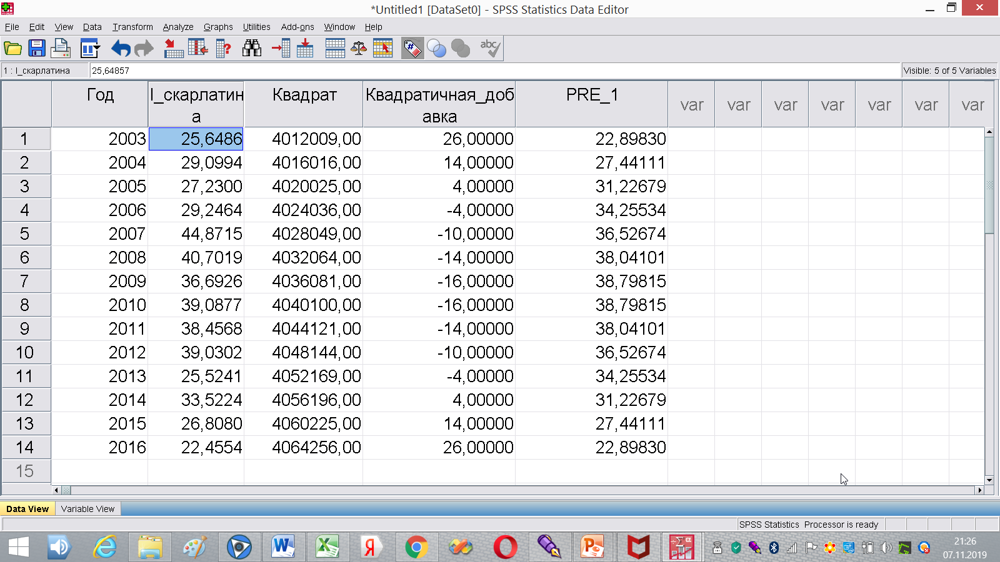 *Untitled1 [DataSet0] - SPSS Statistics Data Editor
File Edit View Data Transform Analyze Graphs Utilities Add-ons Window Help
1 : I_скарлатина 25,64857 Visible: 5 of 5 Variables
Год I_скарлатин Квадрат Квадратичная_доб PRE_1 var var var var var var var
а авка
1 2003 25,6486 4012009,00 26,00000 22,89830
2 2004 29,0994 4016016,00 14,00000 27,44111
3 2005 27,2300 4020025,00 4,00000 31,22679
4 2006 29,2464 4024036,00 -4,00000 34,25534
5 2007 44,8715 4028049,00 -10,00000 36,52674
6 2008 40,7019 4032064,00 -14,00000 38,04101
7 2009 36,6926 4036081,00 -16,00000 38,79815
8 2010 39,0877 4040100,00 -16,00000 38,79815
9 2011 38,4568 4044121,00 -14,00000 38,04101
10 2012 39,0302 4048144,00 -10,00000 36,52674
11 2013 25,5241 4052169,00 -4,00000 34,25534
12 2014 33,5224 4056196,00 4,00000 31,22679
13 2015 26,8080 4060225,00 14,00000 27,44111
14 2016 22,4554 4064256,00 26,00000 22,89830
15
Data View Variable View
SPSS Statistics Processor is ready
21:26
07.11.2019